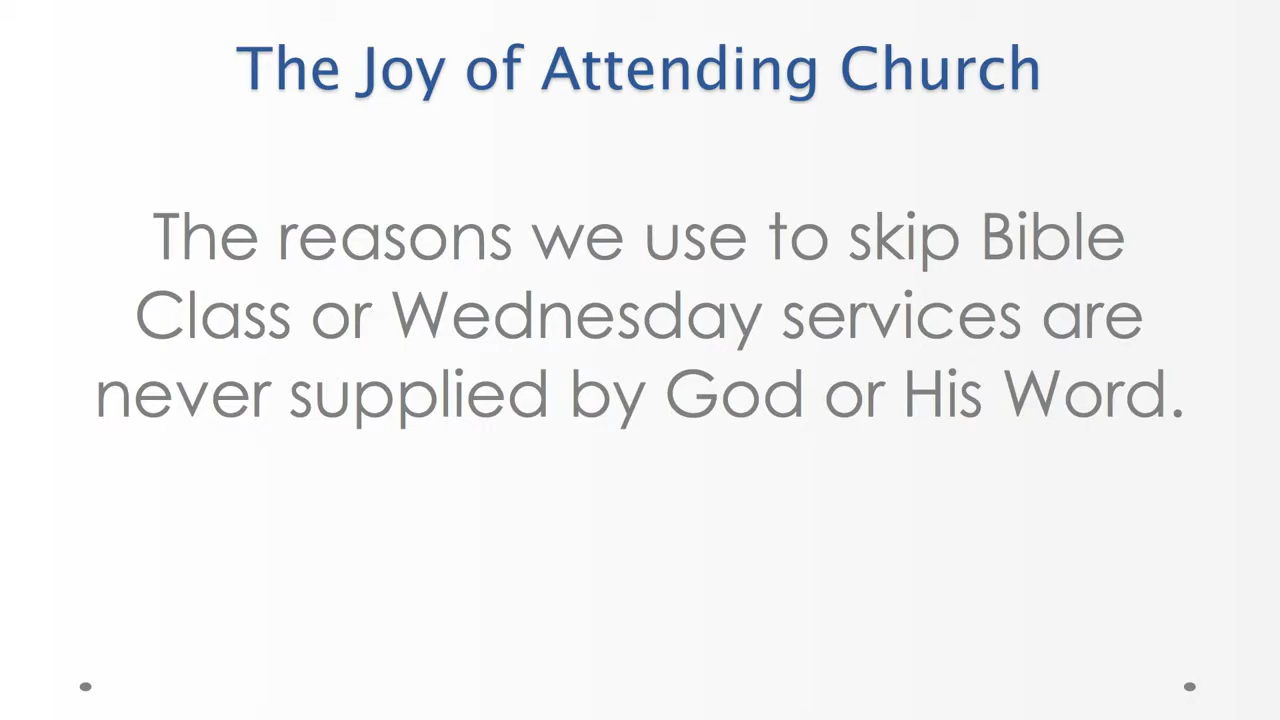 The Joy of Attending Church
The reasons we use to skip Bible
Class or Wednesday services are
never supplied by God or His Word.